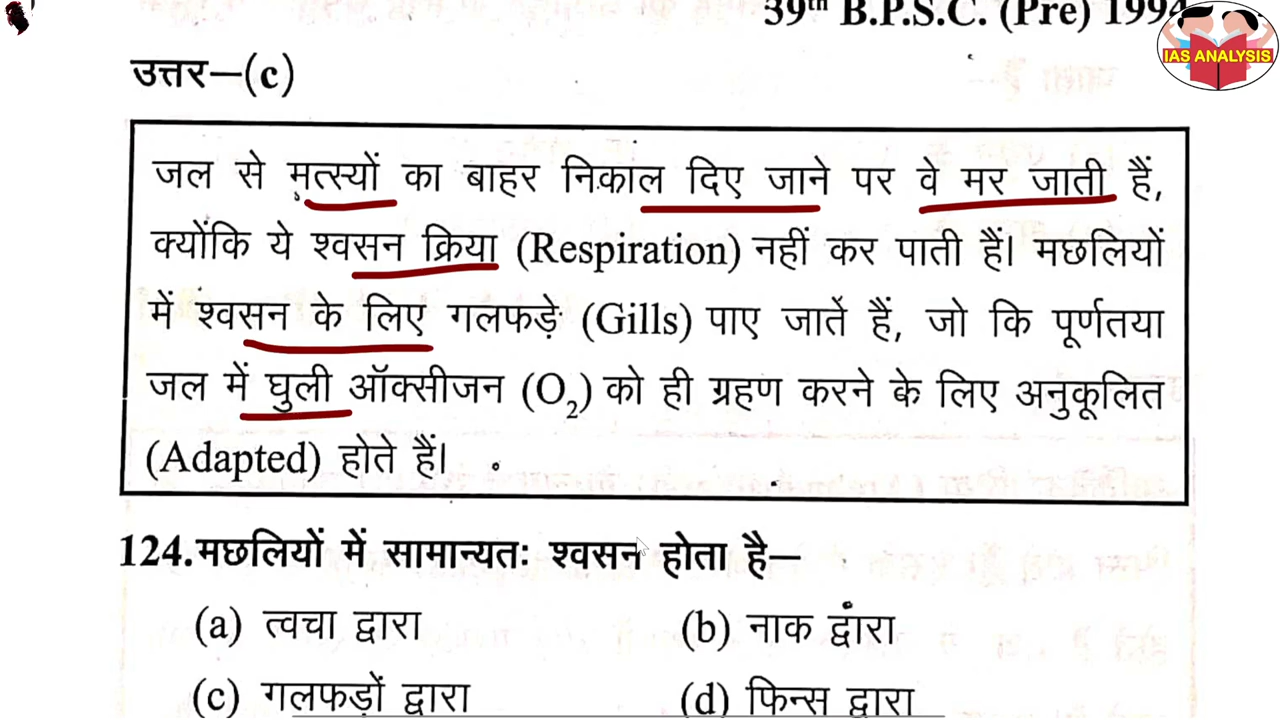 39th B.P.S.C. (Pre) 1994
IAS ANALYSIS
उत्तर–(c)
जल से मत्स्यों का बाहर निकाल दिए जाने पर वे मर जाती हैं,
क्योंकि ये श्वसन क्रिया (Respiration) नहीं कर पाती हैं। मछलियों
में श्वसन के लिए गलफड़े (Gills) पाए जाते हैं, जो कि पूर्णतया
जल में घुली ऑक्सीजन (O₂) को ही ग्रहण करने के लिए अनुकूलित
(Adapted) होते हैं।
124. मछलियों में सामान्यतः श्वसन होता है–
(a) त्वचा द्वारा (b) नाक द्वारा
(c) गलफड़ों द्वारा (d) फिन्स द्वारा